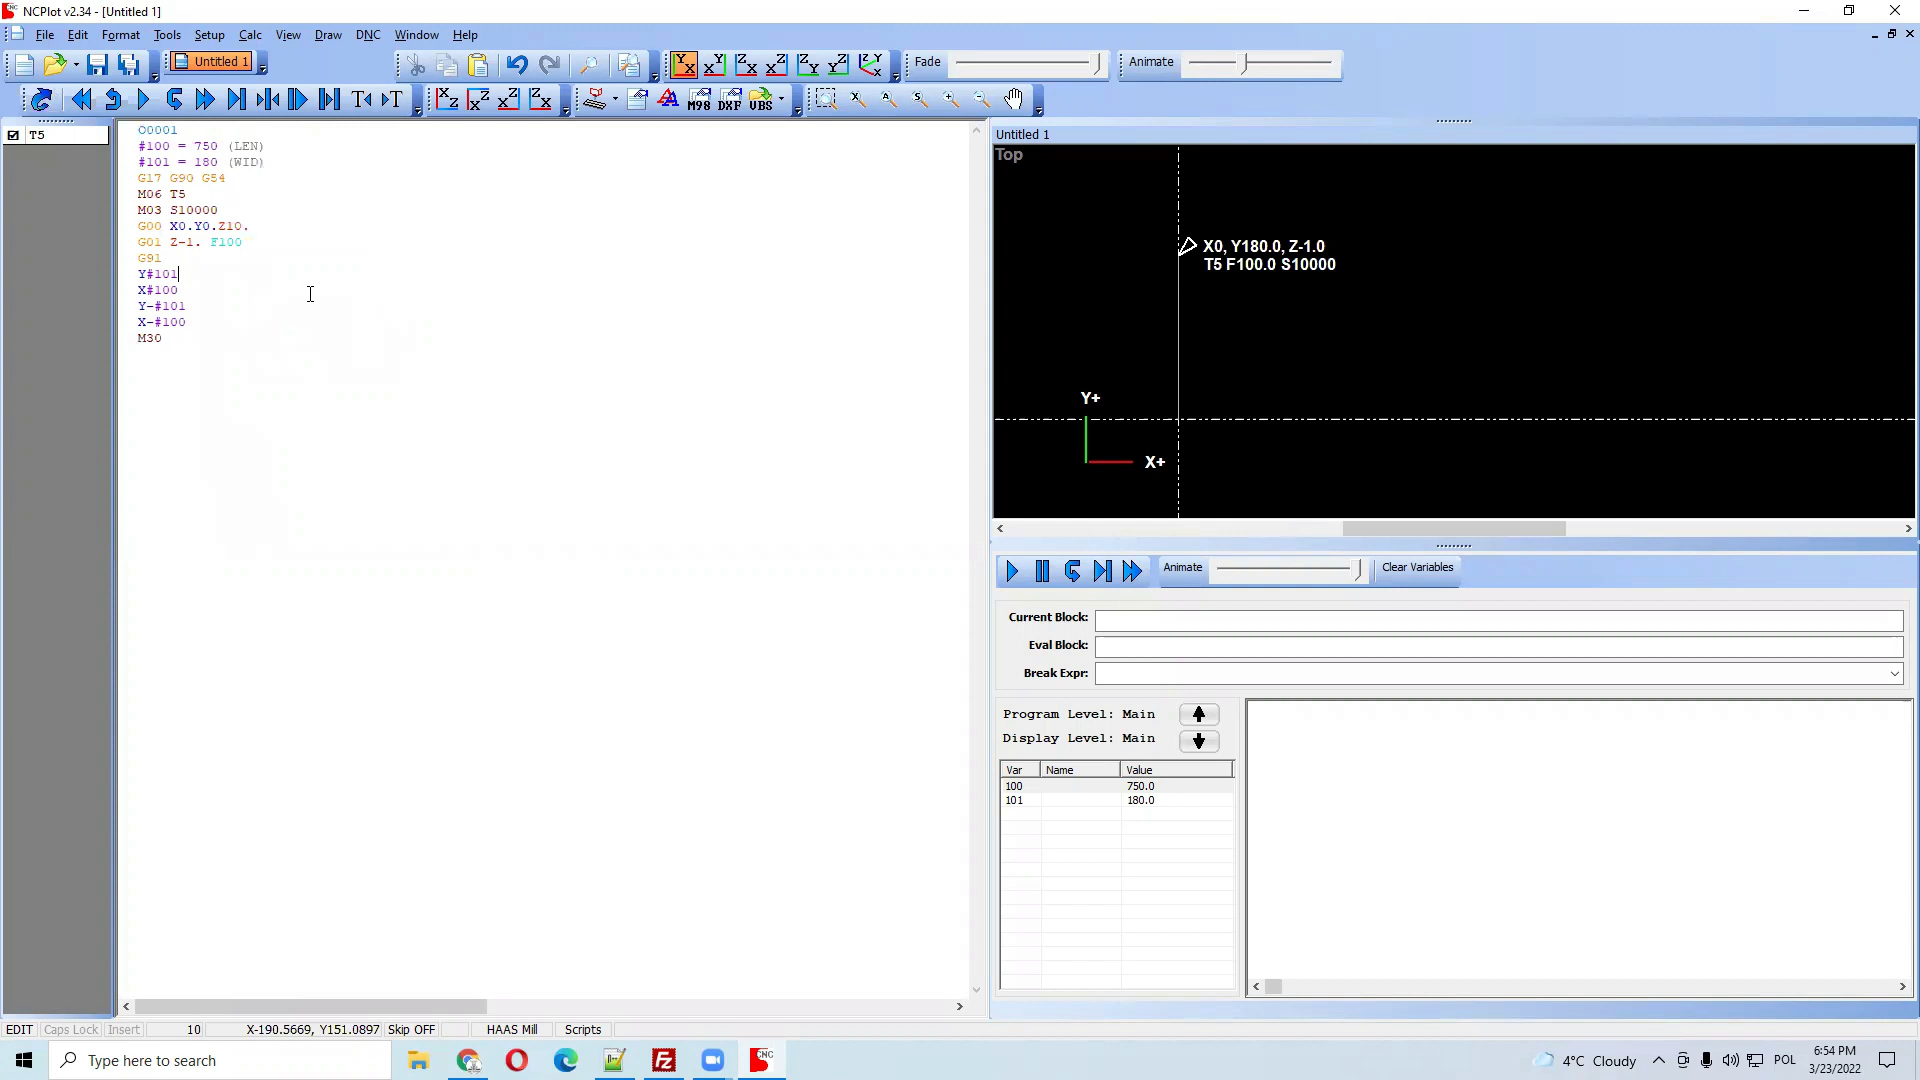 NCPlot v2.34 - [Untitled 1]
File Edit Format Tools Setup Calc View Draw DNC Window Help
Untitled 1
Fade
Animate
M98 DXF VBS
T5
O0001
#100 = 750 (LEN)
#101 = 180 (WID)
G17 G90 G54
M06 T5
M03 S10000
G00 X0.Y0.Z10.
G01 Z-1. F100
G91
Y#101
X#100
Y-#101
X-#100
M30
Untitled 1
Top
X0, Y180.0, Z-1.0
T5 F100.0 S10000
Y+
X+
Animate
Clear Variables
Current Block:
Eval Block:
Break Expr:
Program Level: Main
Display Level: Main
Var Name Value
100 750.0
101 180.0
EDIT Caps Lock Insert 10 X-190.5669, Y151.0897 Skip OFF HAAS Mill Scripts
Type here to search
4°C Cloudy
POL
6:54 PM
3/23/2022